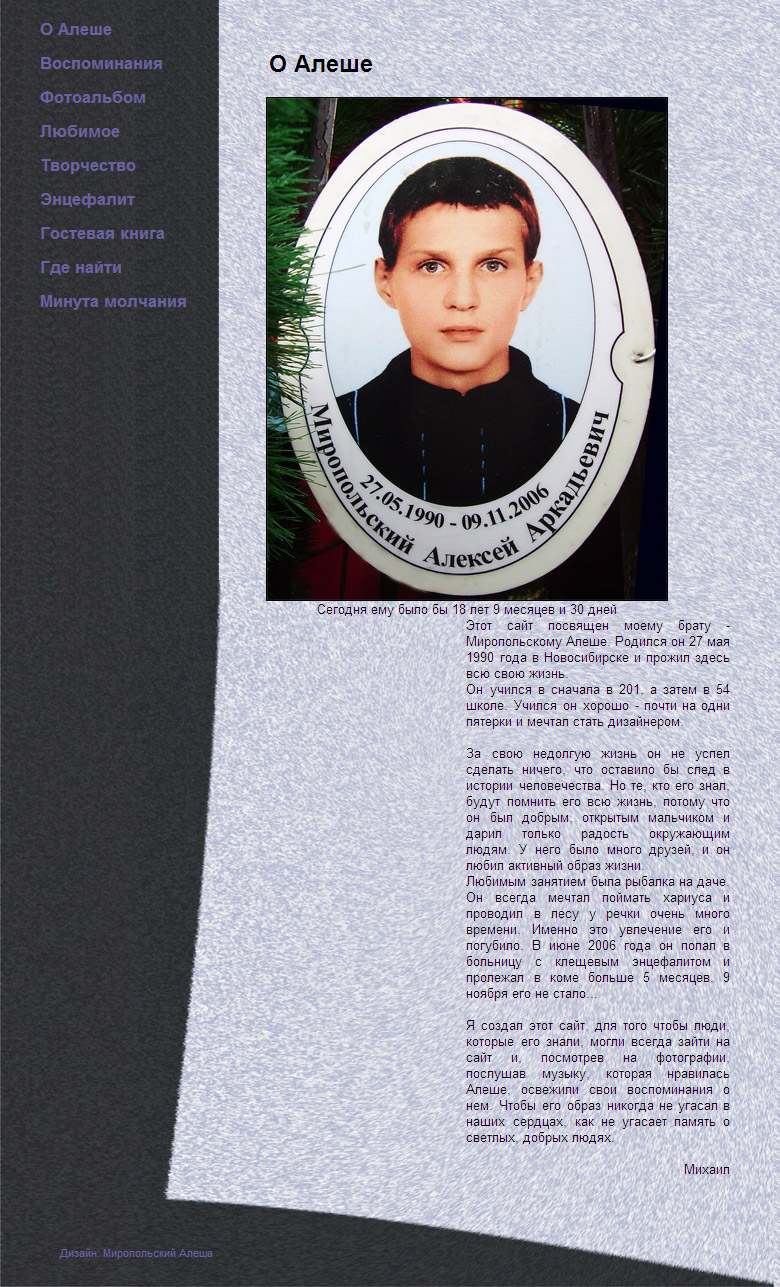 О Алеше
Воспоминания
Фотоальбом
Любимое
Творчество
Энцефалит
Гостевая книга
Где найти
Минута молчания
О Алеше
27.05.1990 - 09.11.2006
Миропольский Алексей Аркадьевич
Сегодня ему было бы 18 лет 9 месяцев и 30 дней
Этот сайт посвящен моему брату -
Миропольскому Алеше. Родился он 27 мая
1990 года в Новосибирске и прожил здесь
всю свою жизнь.
Он учился в сначала в 201, а затем в 54
школе. Учился он хорошо - почти на одни
пятерки и мечтал стать дизайнером.
За свою недолгую жизнь он не успел
сделать ничего, что оставило бы след в
истории человечества. Но те, кто его знал,
будут помнить его всю жизнь, потому что
он был добрым, открытым мальчиком и
дарил только радость окружающим
людям. У него было много друзей, и он
любил активный образ жизни.
Любимым занятием была рыбалка на даче.
Он всегда мечтал поймать хариуса и
проводил в лесу у речки очень много
времени. Именно это увлечение его и
погубило. В июне 2006 года он попал в
больницу с клещевым энцефалитом и
пролежал в коме больше 5 месяцев. 9
ноября его не стало...
Я создал этот сайт, для того чтобы люди,
которые его знали, могли всегда зайти на
сайт и, посмотрев на фотографии,
послушав музыку, которая нравилась
Алеше, освежили свои воспоминания о
нем. Чтобы его образ никогда не угасал в
наших сердцах, как не угасает память о
светлых, добрых людях.
Михаил
Дизайн: Миропольский Алеша